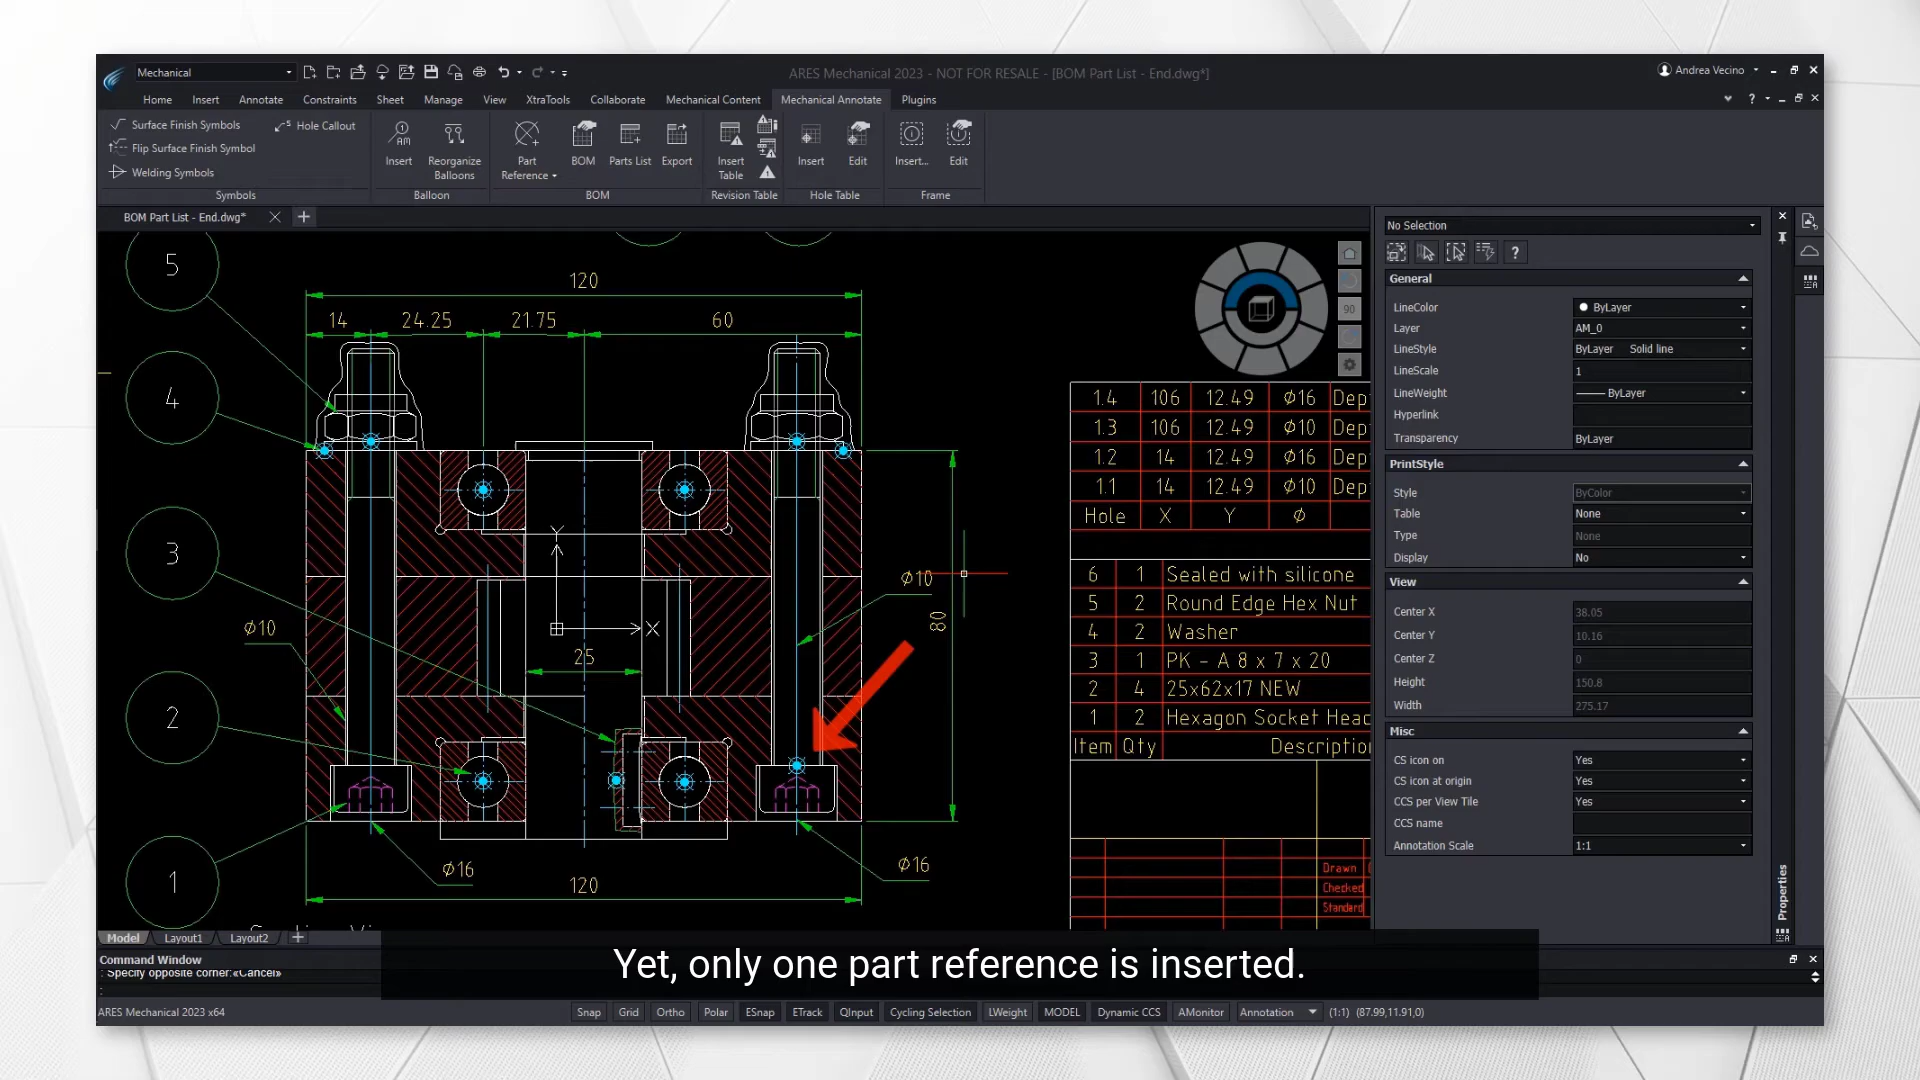 Mechanical
ARES Mechanical 2023 - NOT FOR RESALE - [BOM Part List - End.dwg*]
Andrea Vecino
Home Insert Annotate Constraints Sheet Manage View XtraTools Collaborate Mechanical Content Mechanical Annotate Plugins
Surface Finish Symbols Hole Callout
Flip Surface Finish Symbol
Welding Symbols
Insert Reorganize Balloons Part Reference BOM Parts List Export Insert Table Insert Edit Insert... Edit
Symbols Balloon BOM Revision Table Hole Table Frame
BOM Part List - End.dwg*
5
4
3
2
1
120
14 24.25 21.75 60
Y
X
25
80
Ø10
Ø10
Ø16
Ø16
120
90
1.4 106 12.49 Ø16 Dep
1.3 106 12.49 Ø10 Dep
1.2 14 12.49 Ø16 Dep
1.1 14 12.49 Ø10 Dep
Hole X Y Ø
6 1 Sealed with silicone
5 2 Round Edge Hex Nut
4 2 Washer
3 1 PK - A 8 x 7 x 20
2 4 25x62x17 NEW
1 2 Hexagon Socket Head
Item Qty Description
Drawn
Checked
Standard
No Selection
General
LineColor ByLayer
Layer AM_0
LineStyle ByLayer Solid line
LineScale 1
LineWeight ByLayer
Hyperlink
Transparency ByLayer
PrintStyle
Style ByColor
Table None
Type None
Display No
View
Center X 38.05
Center Y 10.16
Center Z 0
Height 150.8
Width 275.17
Misc
CS icon on Yes
CS icon at origin Yes
CCS per View Tile Yes
CCS name
Annotation Scale 1:1
Properties
Model Layout1 Layout2
Command Window
: Specify opposite corner:«Cancel»
:
Yet, only one part reference is inserted.
ARES Mechanical 2023 x64
Snap Grid Ortho Polar ESnap ETrack QInput Cycling Selection LWeight MODEL Dynamic CCS AMonitor Annotation (1:1) (87.99,11.91,0)